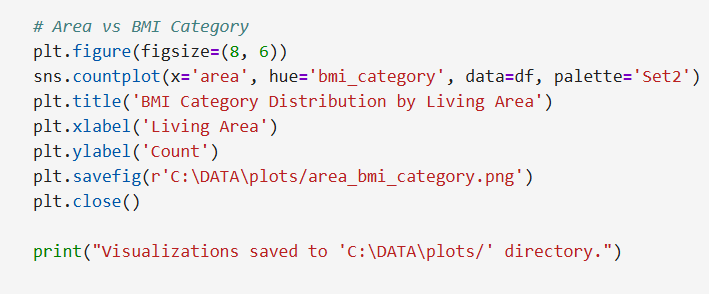 # Area vs BMI Category
plt.figure(figsize=(8, 6))
sns.countplot(x='area', hue='bmi_category', data=df, palette='Set2')
plt.title('BMI Category Distribution by Living Area')
plt.xlabel('Living Area')
plt.ylabel('Count')
plt.savefig(r'C:\DATA\plots/area_bmi_category.png')
plt.close()
print("Visualizations saved to 'C:\DATA\plots/' directory.")